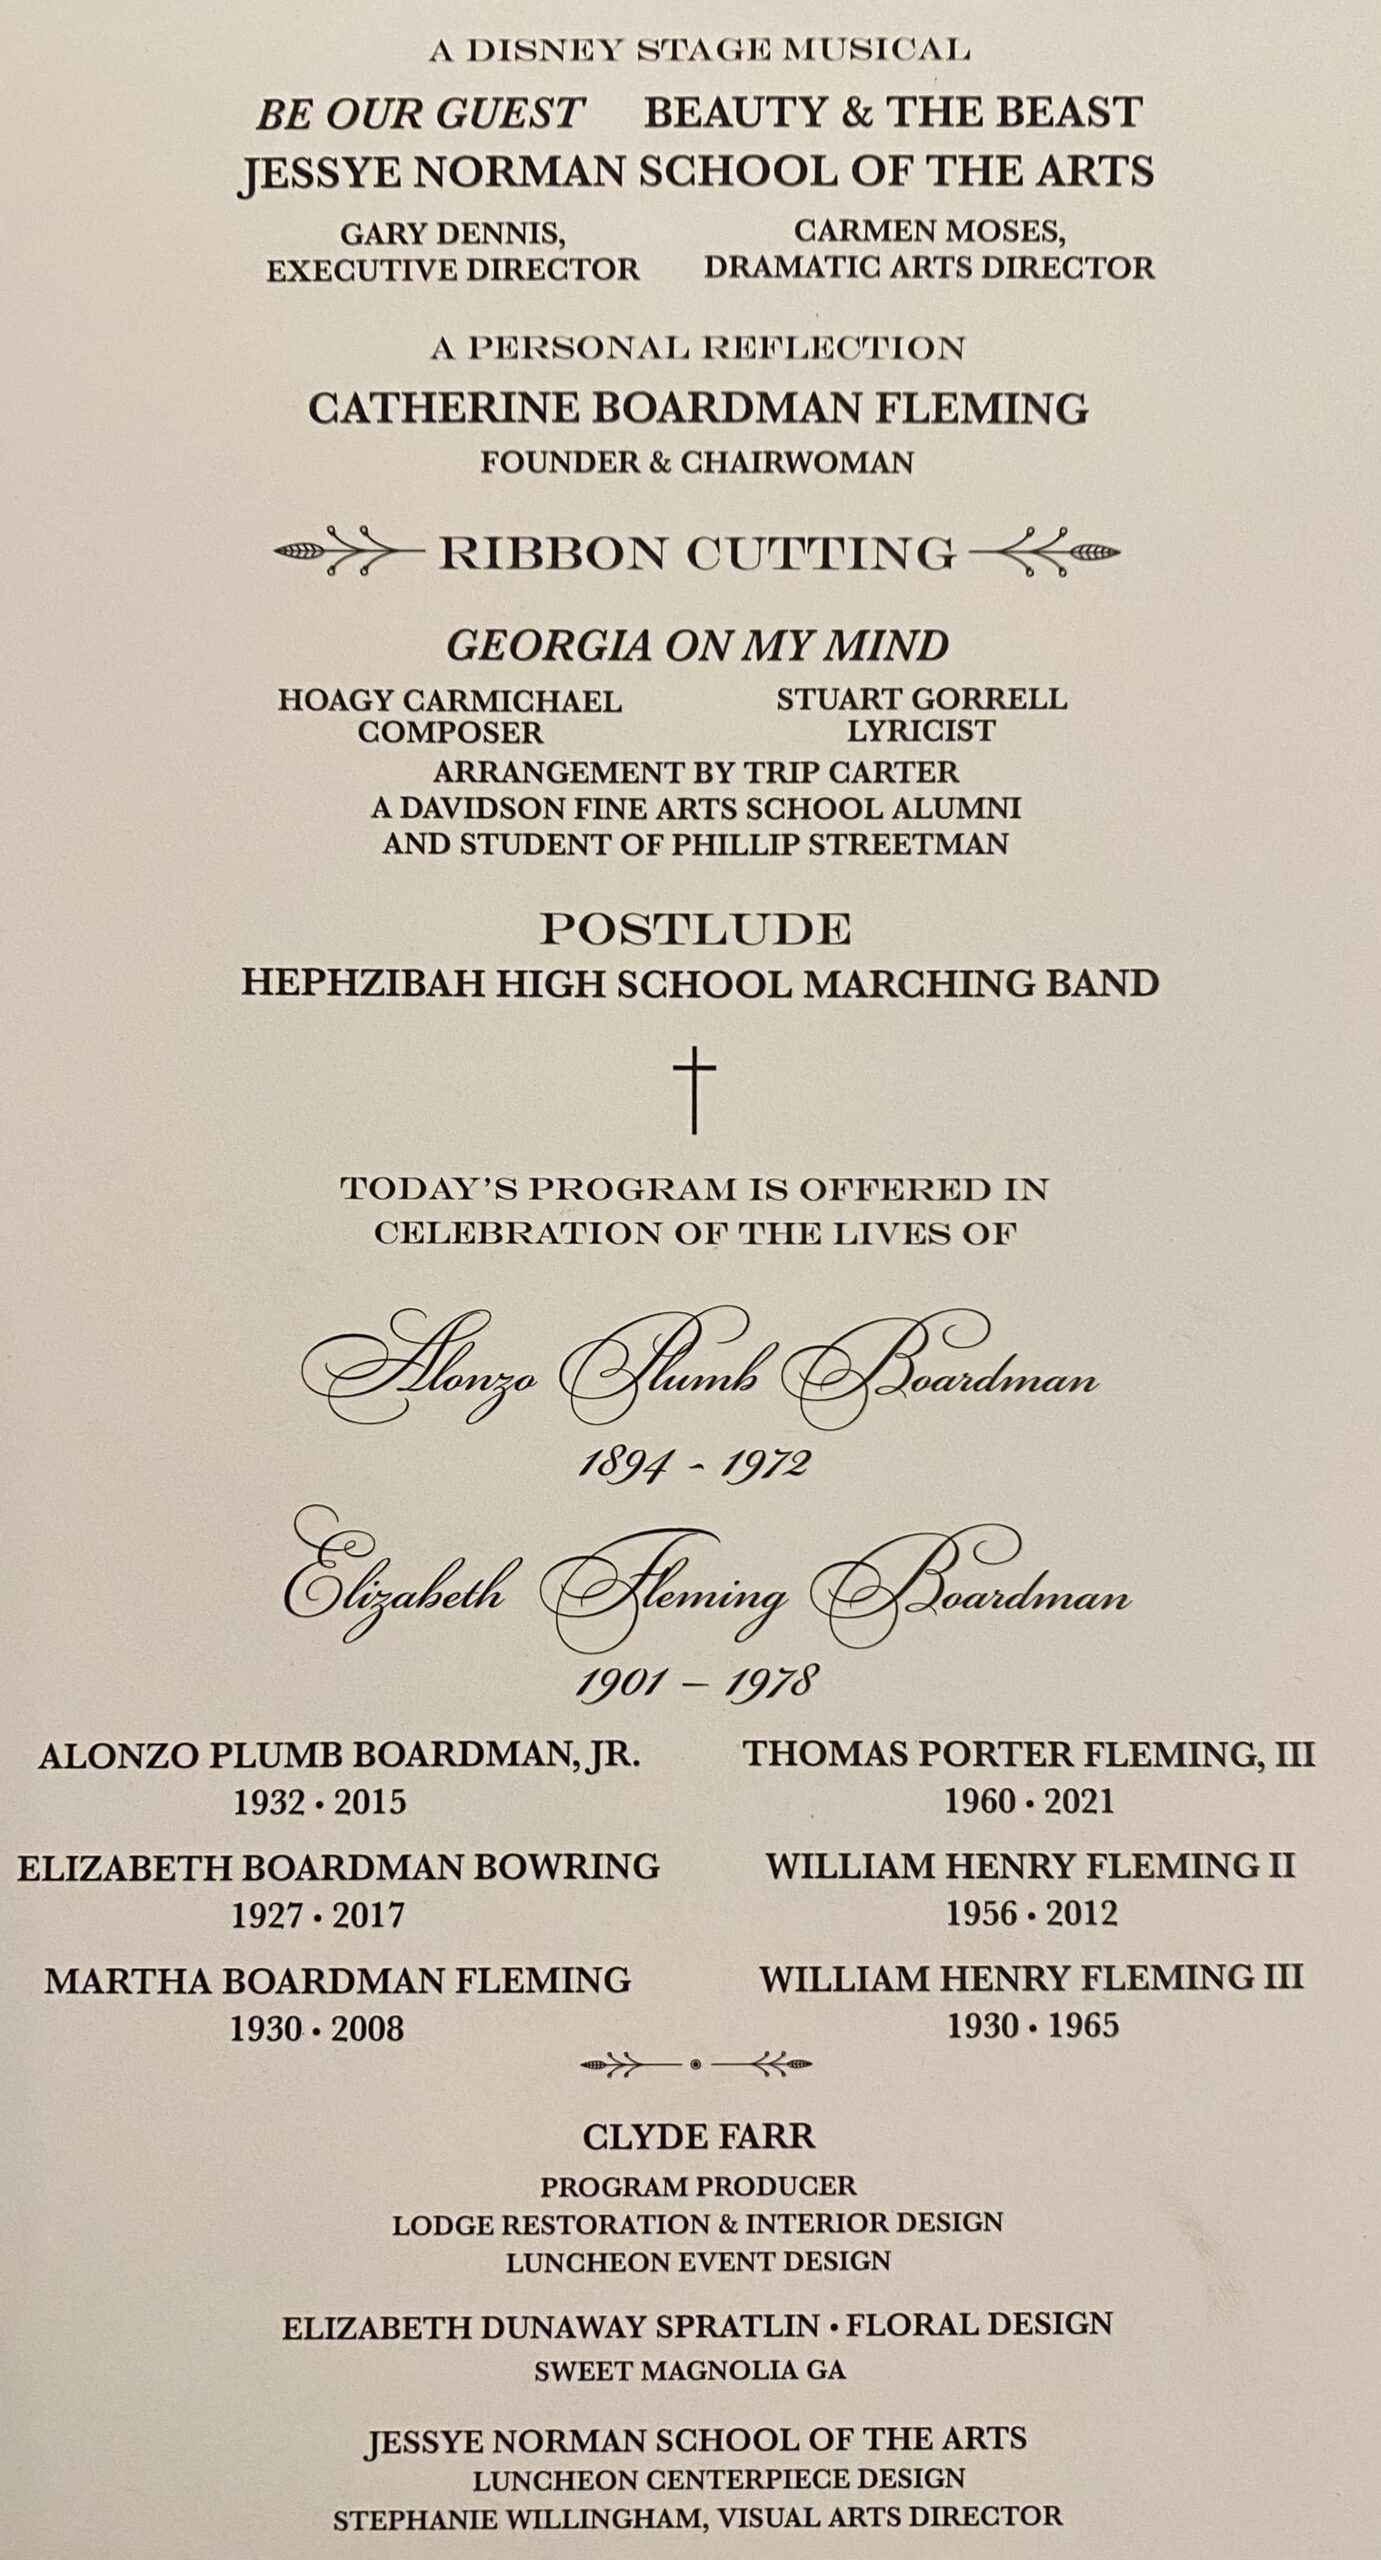 A DISNEY STAGE MUSICAL
BE OUR GUEST BEAUTY & THE BEAST
JESSYE NORMAN SCHOOL OF THE ARTS
GARY DENNIS, CARMEN MOSES,
EXECUTIVE DIRECTOR DRAMATIC ARTS DIRECTOR
A PERSONAL REFLECTION
CATHERINE BOARDMAN FLEMING
FOUNDER & CHAIRWOMAN
RIBBON CUTTING
GEORGIA ON MY MIND
HOAGY CARMICHAEL STUART GORRELL
COMPOSER LYRICIST
ARRANGEMENT BY TRIP CARTER
A DAVIDSON FINE ARTS SCHOOL ALUMNI
AND STUDENT OF PHILLIP STREETMAN
POSTLUDE
HEPHZIBAH HIGH SCHOOL MARCHING BAND
TODAY'S PROGRAM IS OFFERED IN
CELEBRATION OF THE LIVES OF
Alonzo Plumb Boardman
1894 - 1972
Elizabeth Fleming Boardman
1901 – 1978
ALONZO PLUMB BOARDMAN, JR. THOMAS PORTER FLEMING, III
1932 • 2015 1960 • 2021
ELIZABETH BOARDMAN BOWRING WILLIAM HENRY FLEMING II
1927 • 2017 1956 • 2012
MARTHA BOARDMAN FLEMING WILLIAM HENRY FLEMING III
1930 • 2008 1930 • 1965
CLYDE FARR
PROGRAM PRODUCER
LODGE RESTORATION & INTERIOR DESIGN
LUNCHEON EVENT DESIGN
ELIZABETH DUNAWAY SPRATLIN • FLORAL DESIGN
SWEET MAGNOLIA GA
JESSYE NORMAN SCHOOL OF THE ARTS
LUNCHEON CENTERPIECE DESIGN
STEPHANIE WILLINGHAM, VISUAL ARTS DIRECTOR